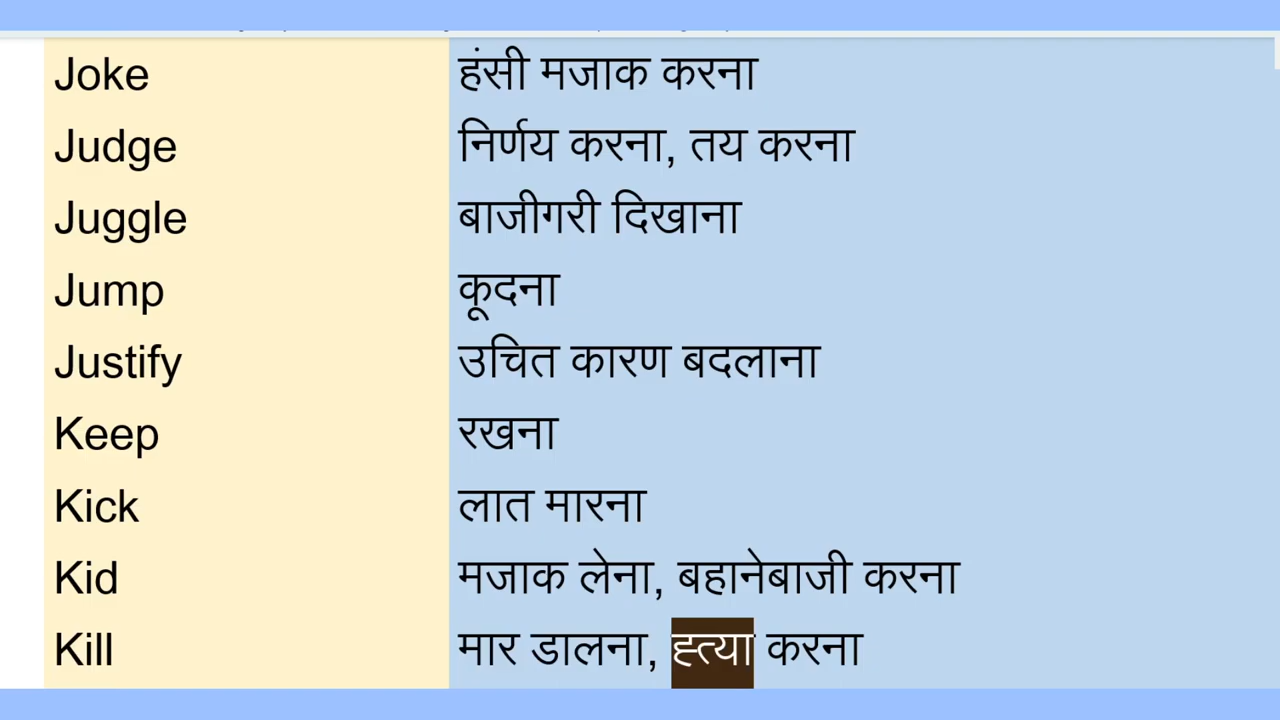 Joke हंसी मजाक करना
Judge निर्णय करना, तय करना
Juggle बाजीगरी दिखाना
Jump कूदना
Justify उचित कारण बदलाना
Keep रखना
Kick लात मारना
Kid मजाक लेना, बहानेबाजी करना
Kill मार डालना, ह्त्या करना